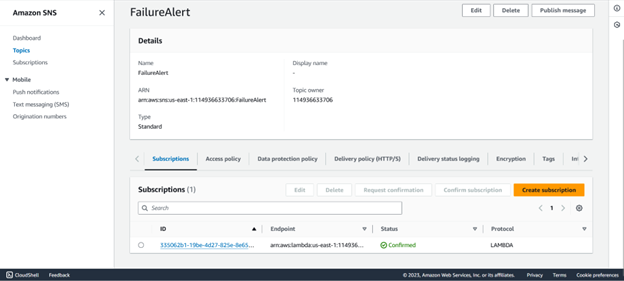 Amazon SNS
Dashboard
Topics
Subscriptions
Mobile
Push notifications
Text messaging (SMS)
Origination numbers
FailureAlert
Edit Delete Publish message
Details
Name
FailureAlert
Display name
-
ARN
arn:aws:sns:us-east-1:114936633706:FailureAlert
Topic owner
114936633706
Type
Standard
Subscriptions Access policy Data protection policy Delivery policy (HTTP/S) Delivery status logging Encryption Tags
Subscriptions (1) Edit Delete Request confirmation Confirm subscription Create subscription
Search
1
ID Endpoint Status Protocol
335062b1-19be-4d27-825e-8e65... arn:aws:lambda:us-east-1:114936... Confirmed LAMBDA
CloudShell Feedback © 2023, Amazon Web Services, Inc. or its affiliates. Privacy Terms Cookie preferences